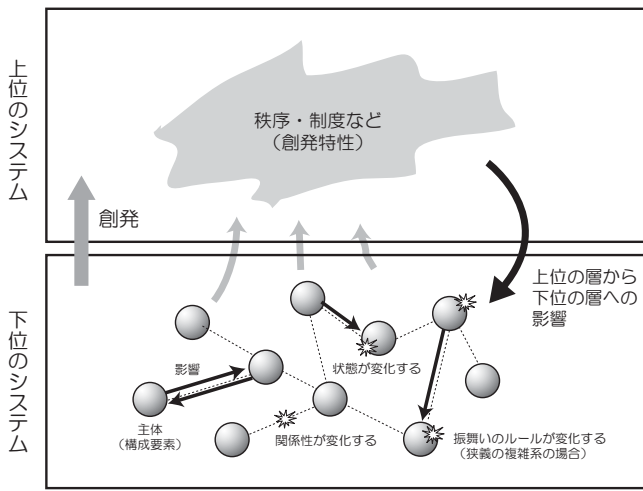 上位のシステム
秩序・制度など
（創発特性）
創発
上位の層から
下位の層への
影響
下位のシステム
影響
状態が変化する
主体
（構成要素）
関係性が変化する
振舞いのルールが変化する
（狭義の複雑系の場合）